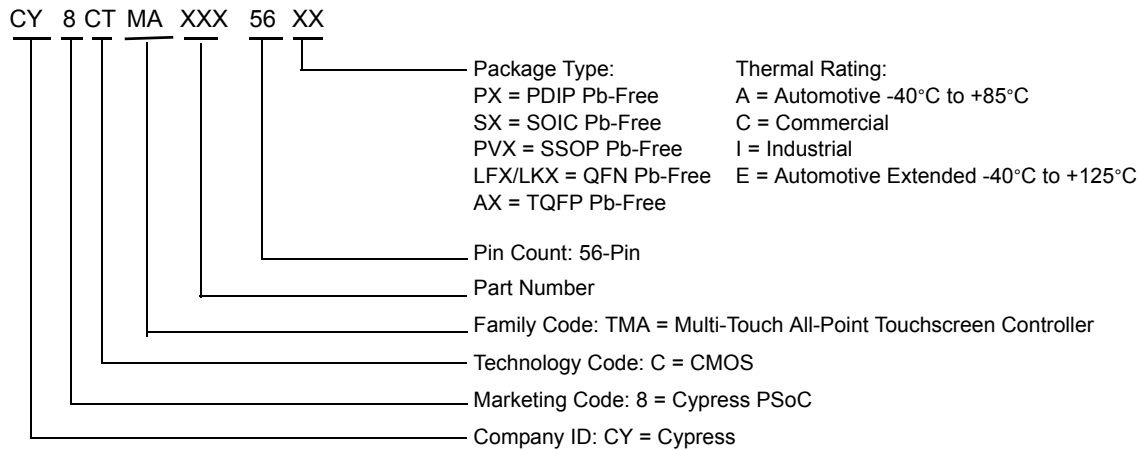 CY 8 CT MA XXX 56 XX
Package Type: Thermal Rating:
PX = PDIP Pb-Free A = Automotive -40°C to +85°C
SX = SOIC Pb-Free C = Commercial
PVX = SSOP Pb-Free I = Industrial
LFX/LKX = QFN Pb-Free E = Automotive Extended -40°C to +125°C
AX = TQFP Pb-Free
Pin Count: 56-Pin
Part Number
Family Code: TMA = Multi-Touch All-Point Touchscreen Controller
Technology Code: C = CMOS
Marketing Code: 8 = Cypress PSoC
Company ID: CY = Cypress